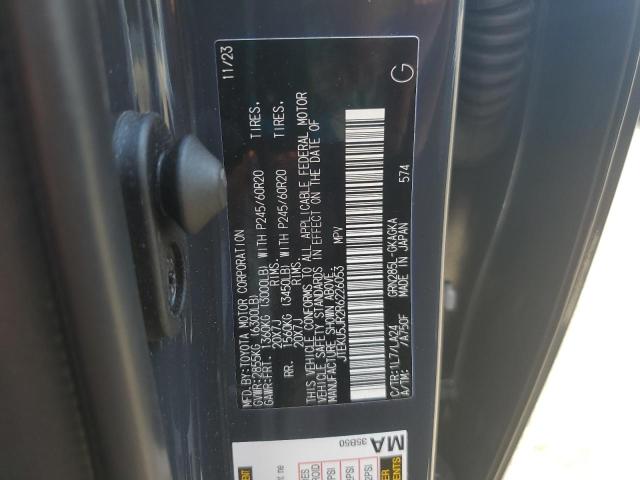 11/23
MFD.BY:TOYOTA MOTOR CORPORATION
GVWR:2855KG (6300LB)
GAWR:FRT. 1360KG (3000LB) WITH P245/60R20 TIRES.
20X7J RIMS.
RR. 1560KG (3450LB) WITH P245/60R20 TIRES.
20X7J RIMS.
THIS VEHICLE CONFORMS TO ALL APPLICABLE FEDERAL MOTOR
VEHICLE SAFETY STANDARDS IN EFFECT ON THE DATE OF
MANUFACTURE SHOWN ABOVE.
JTEKU5JR2R6226053 MPV
574
C/TR:1L7/LA24 GRN285L-GKAGKA
A/TM: /A750F MADE IN JAPAN
G
MA
35B50